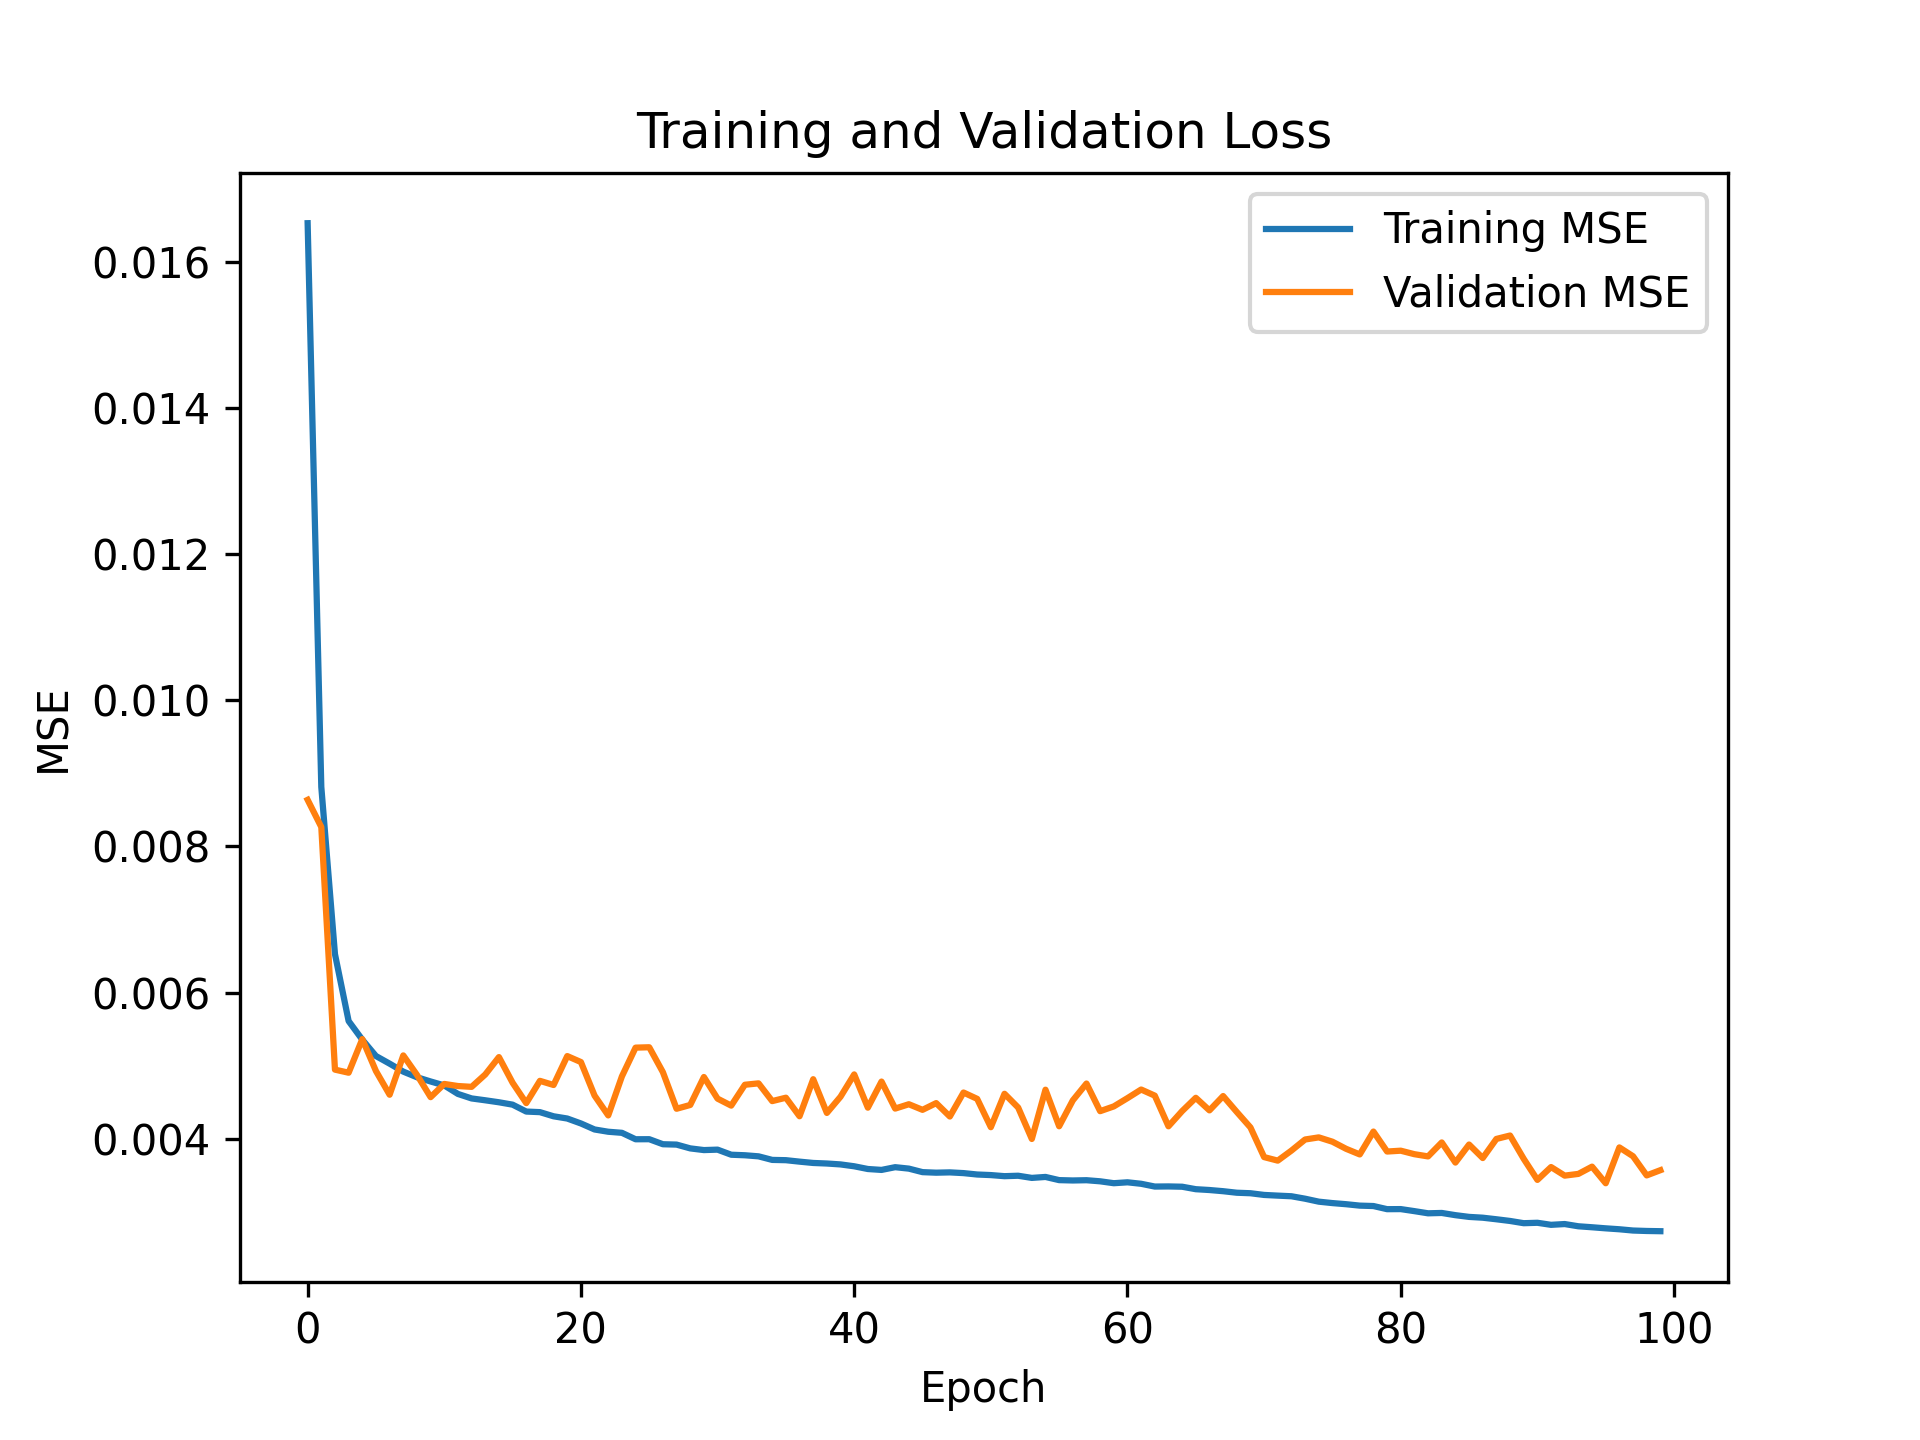 Training and Validation Loss
Training MSE
Validation MSE
0.016
0.014
0.012
0.010
0.008
0.006
0.004
MSE
0 20 40 60 80 100
Epoch